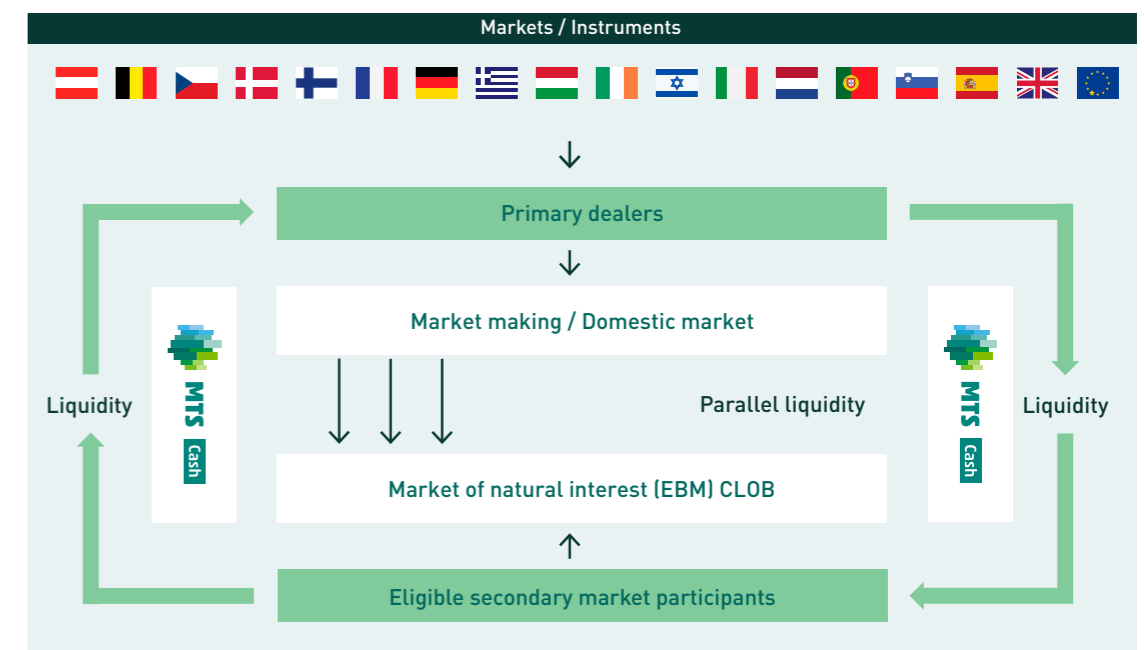 Markets / Instruments
Primary dealers
Market making / Domestic market
MTS
Cash
MTS
Cash
Liquidity
Parallel liquidity
Liquidity
Market of natural interest (EBM) CLOB
Eligible secondary market participants